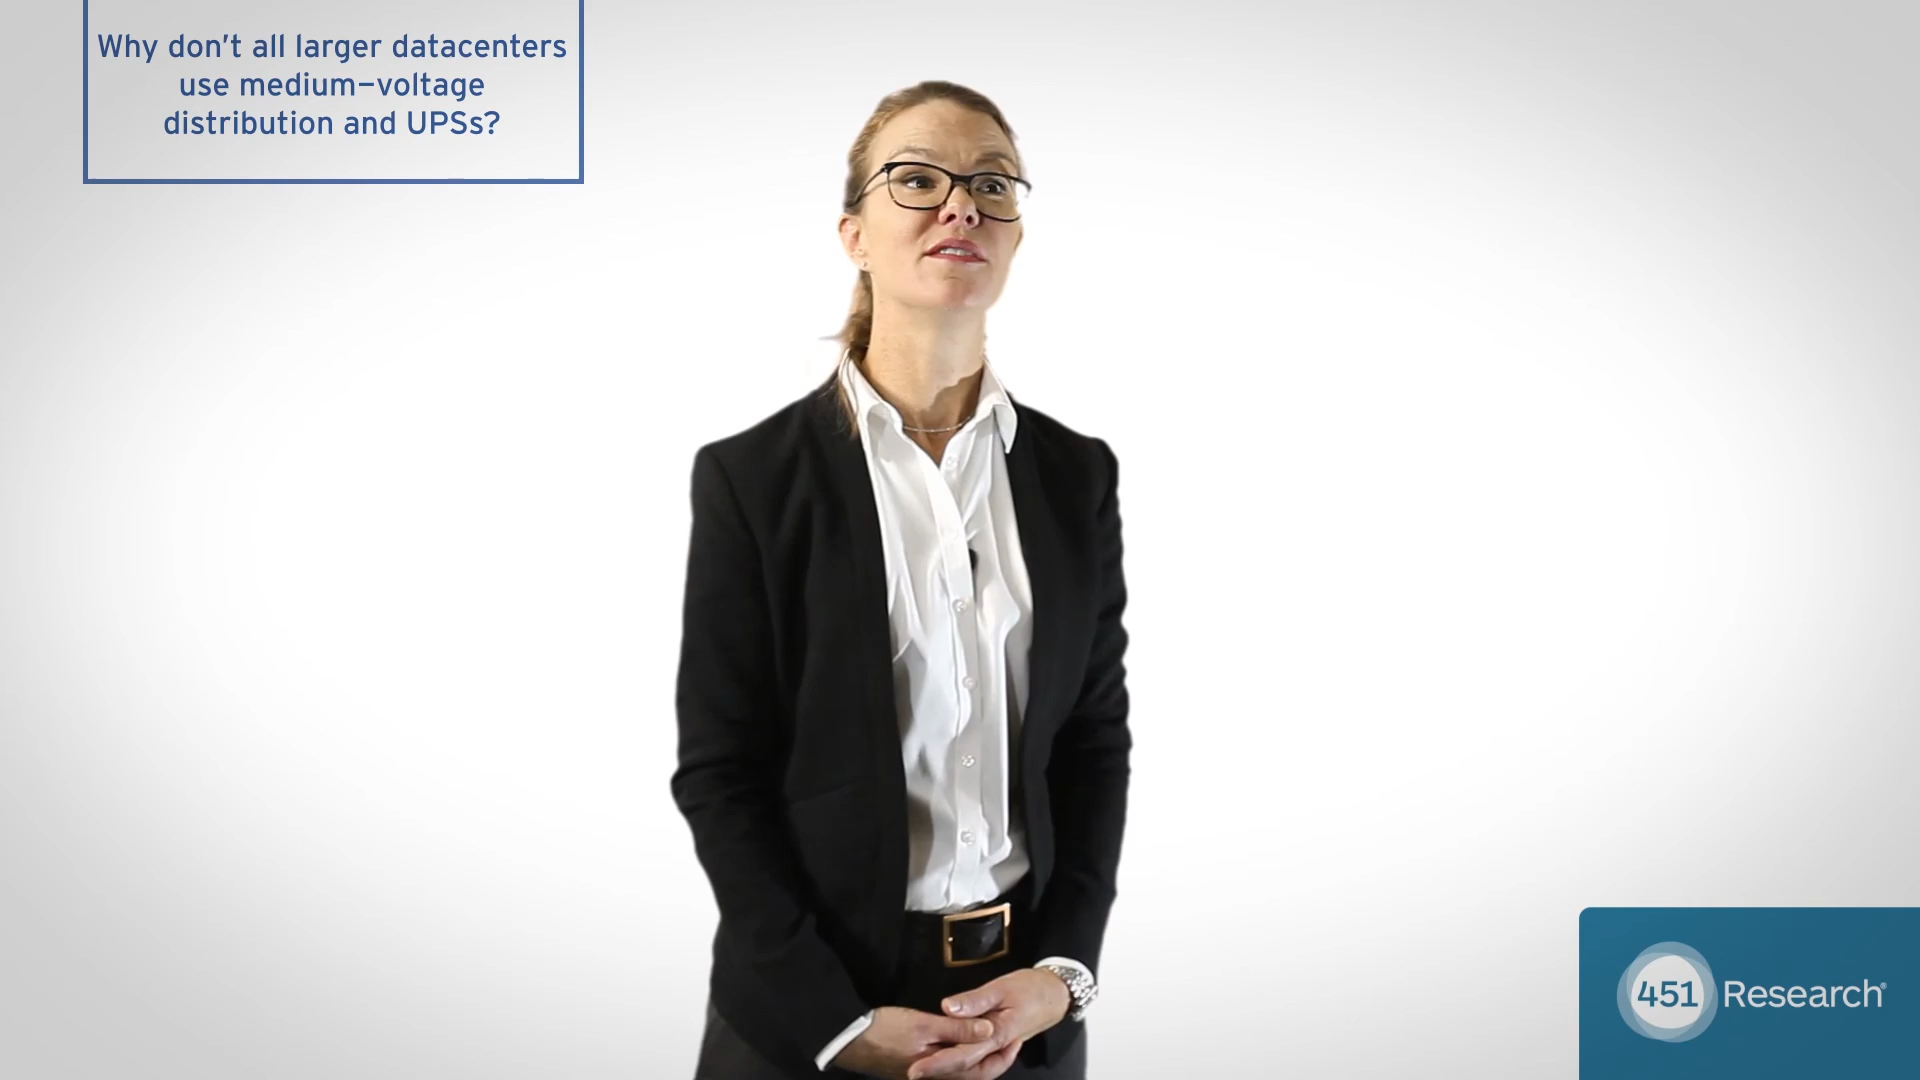 Why don't all larger datacenters
use medium–voltage
distribution and UPSs?
451 Research®